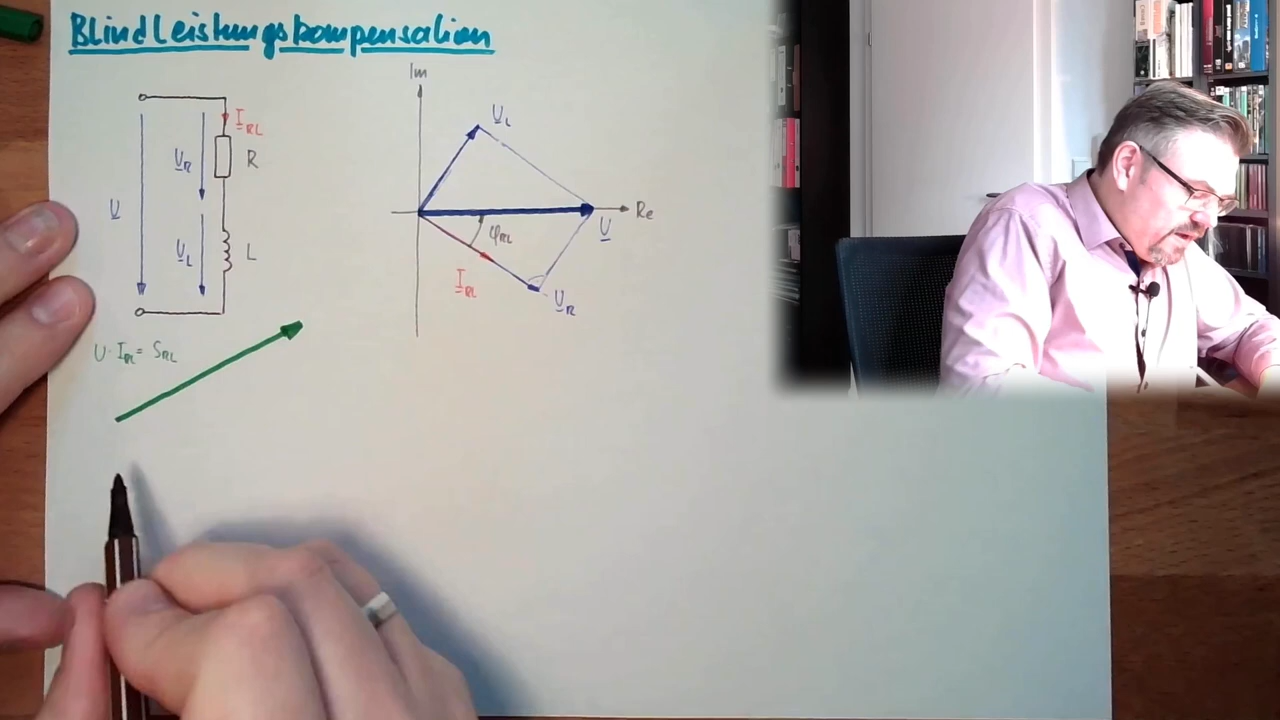 Blindleistungskompensation
Im
I_RL
U_L
U_R
R
Re
U
U
φ_RL
U_L
L
I_RL
U_R
U·I_RL = S_RL